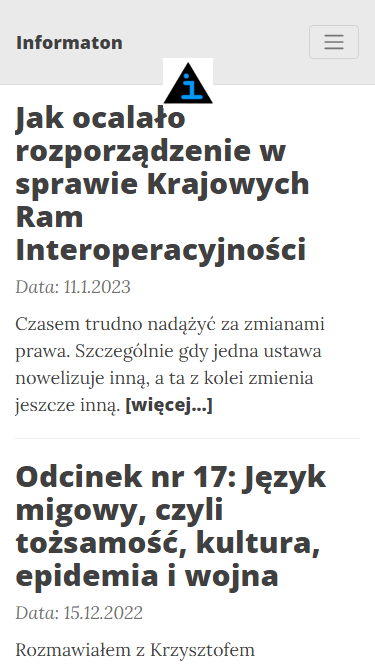 Informaton
i
Jak ocalało
rozporządzenie w
sprawie Krajowych
Ram
Interoperacyjności
Data: 11.1.2023
Czasem trudno nadążyć za zmianami
prawa. Szczególnie gdy jedna ustawa
nowelizuje inną, a ta z kolei zmienia
jeszcze inną. [więcej...]
Odcinek nr 17: Język
migowy, czyli
tożsamość, kultura,
epidemia i wojna
Data: 15.12.2022
Rozmawiałem z Krzysztofem